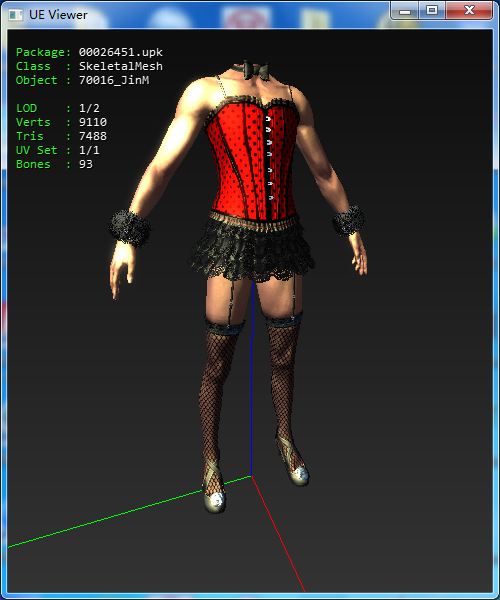 UE Viewer
Package: 00026451.upk
Class : SkeletalMesh
Object : 70016_JinM
LOD : 1/2
Verts : 9110
Tris : 7488
UV Set : 1/1
Bones : 93